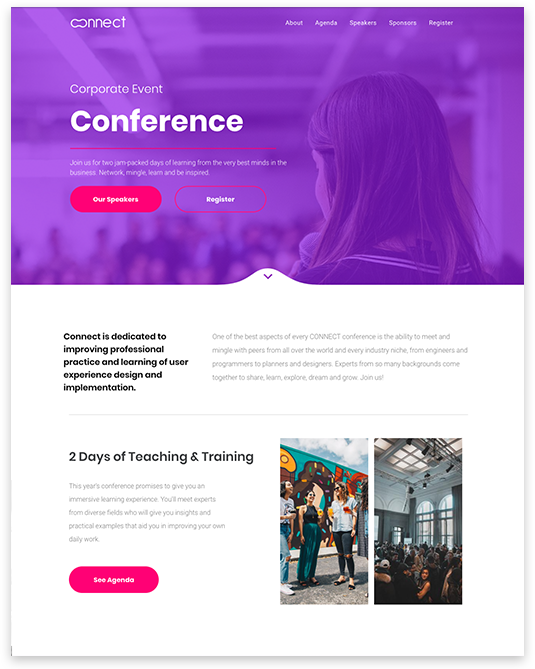 connect
About Agenda Speakers Sponsors Register
Corporate Event
Conference
Join us for two jam-packed days of learning from the very best minds in the
business. Network, mingle, learn and be inspired.
Our Speakers Register
Connect is dedicated to
improving professional
practice and learning of user
experience design and
implementation.
One of the best aspects of every CONNECT conference is the ability to meet and
mingle with peers from all over the world and every industry niche, from engineers and
programmers to planners and designers. Experts from so many backgrounds come
together to share, learn, explore, dream and grow. Join us!
2 Days of Teaching & Training
This year's conference promises to give you an
immersive learning experience. You'll meet experts
from diverse fields who will give you insights and
practical examples that aid you in improving your own
daily work.
See Agenda